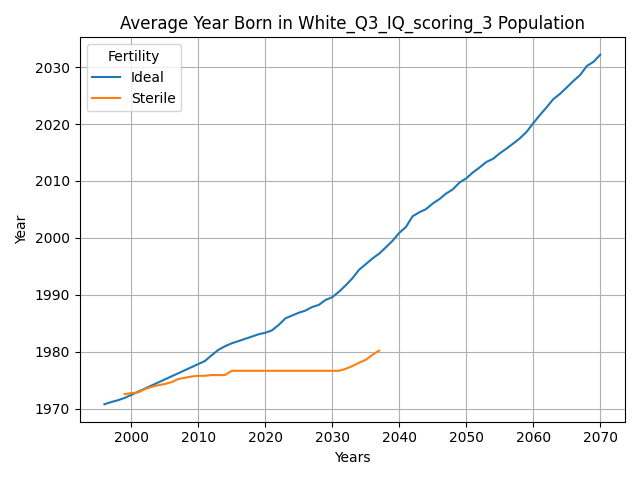 Average Year Born in White_Q3_IQ_scoring_3 Population
Fertility
Ideal
Sterile
Year
2030
2020
2010
2000
1990
1980
1970
2000 2010 2020 2030 2040 2050 2060 2070
Years